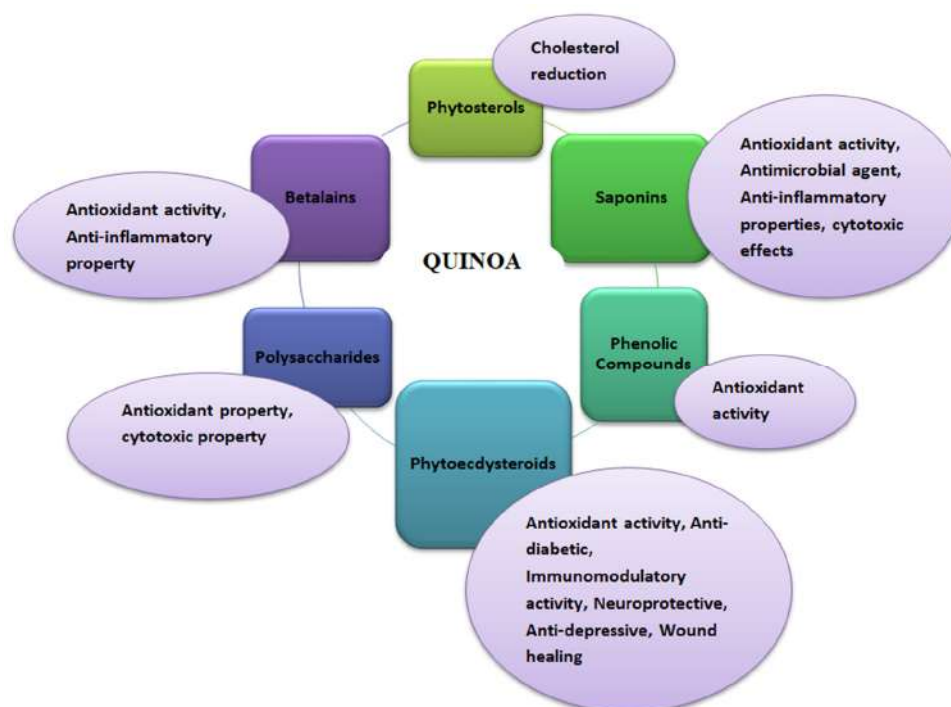 Cholesterol
reduction
Phytosterols
Antioxidant activity,
Antimicrobial agent,
Anti-inflammatory
properties, cytotoxic
effects
Saponins
Betalains
Antioxidant activity,
Anti-inflammatory
property
QUINOA
Phenolic
Compounds
Antioxidant
activity
Polysaccharides
Antioxidant property,
cytotoxic property
Phytoecdysteroids
Antioxidant activity, Anti-
diabetic,
Immunomodulatory
activity, Neuroprotective,
Anti-depressive, Wound
healing